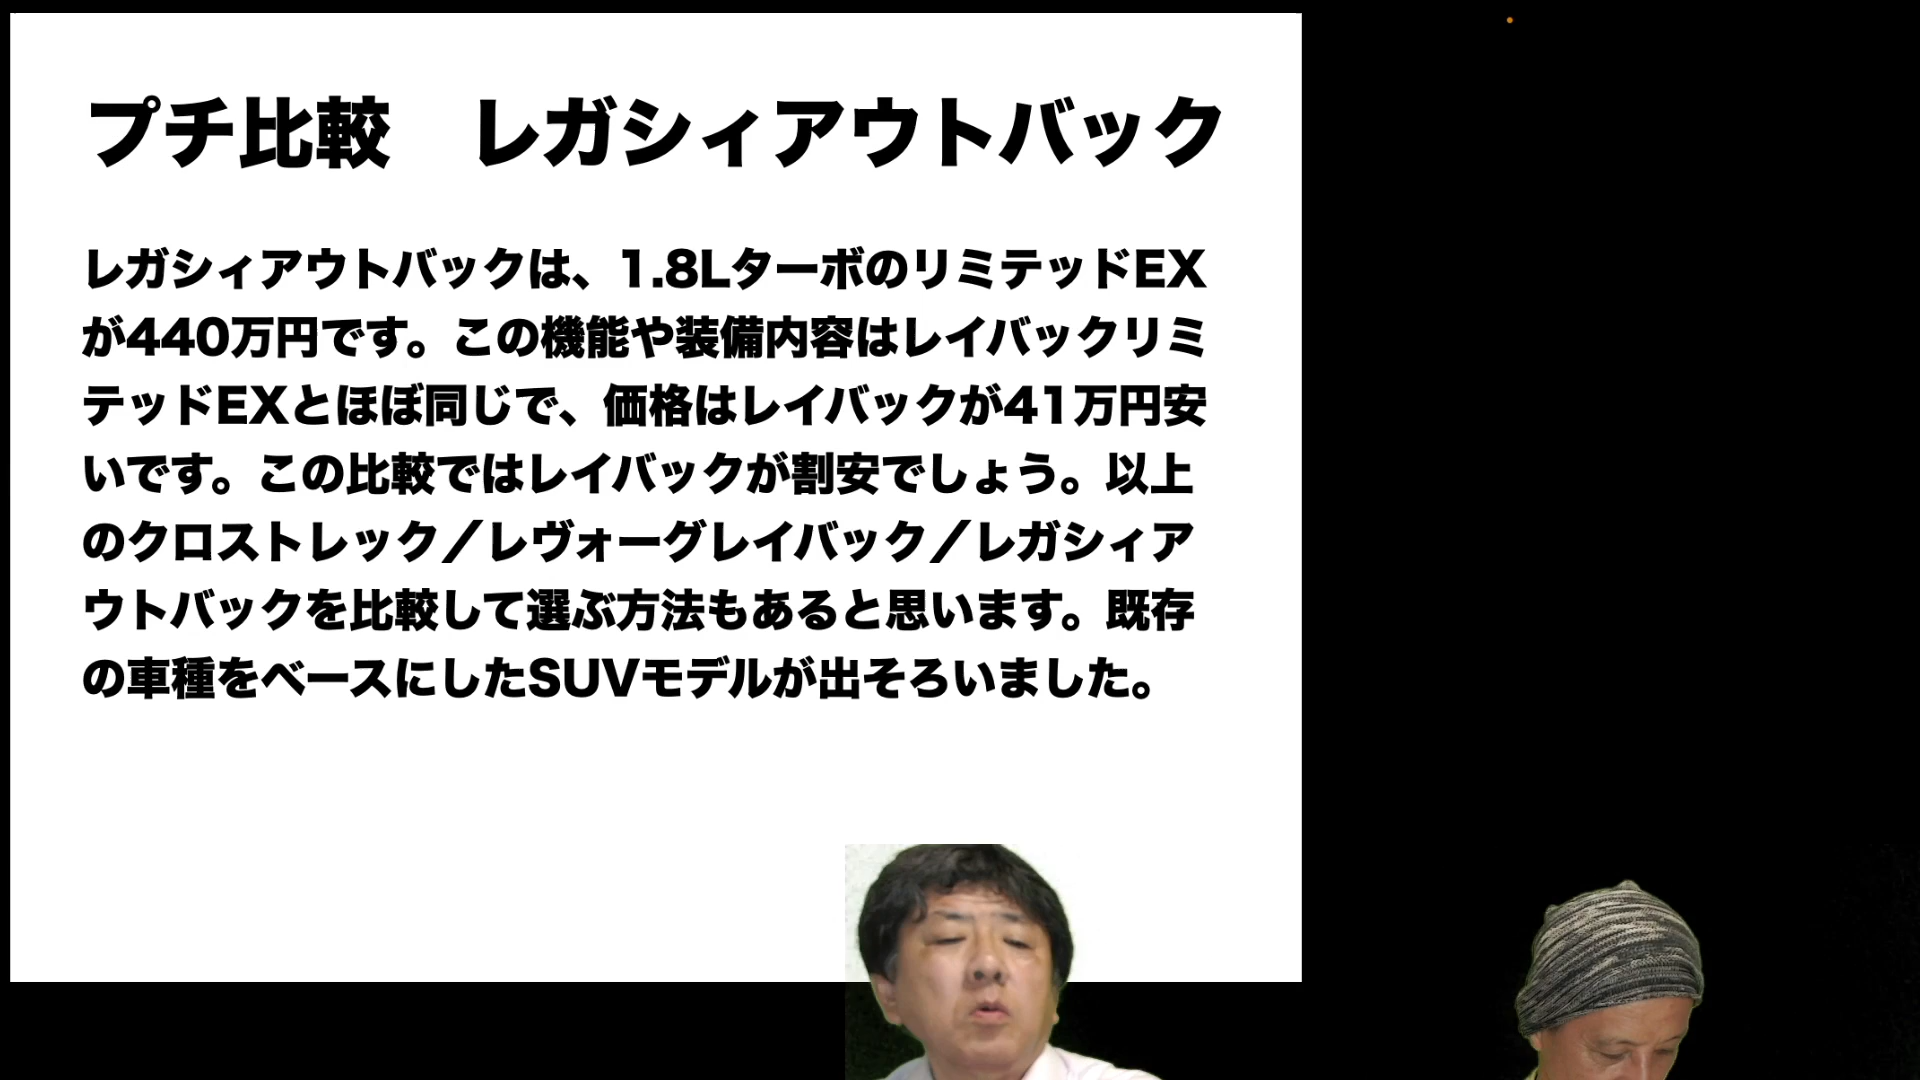 プチ比較　レガシィアウトバック
レガシィアウトバックは、1.8LターボのリミテッドEX
が440万円です。この機能や装備内容はレイバックリミ
テッドEXとほぼ同じで、価格はレイバックが41万円安
いです。この比較ではレイバックが割安でしょう。以上
のクロストレック／レヴォーグレイバック／レガシィア
ウトバックを比較して選ぶ方法もあると思います。既存
の車種をベースにしたSUVモデルが出そろいました。